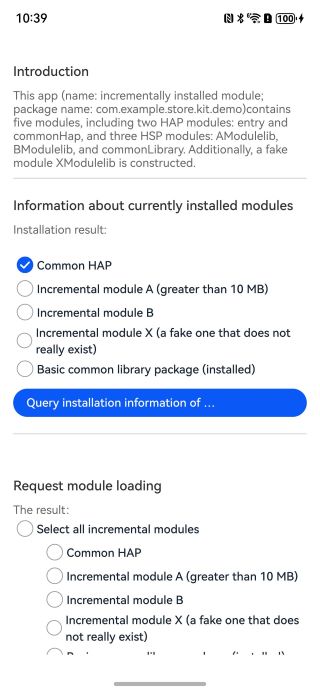 10:39
100
Introduction
This app (name: incrementally installed module;
package name: com.example.store.kit.demo)contains
five modules, including two HAP modules: entry and
commonHap, and three HSP modules: AModulelib,
BModulelib, and commonLibrary. Additionally, a fake
module XModulelib is constructed.
Information about currently installed modules
Installation result:
Common HAP
Incremental module A (greater than 10 MB)
Incremental module B
Incremental module X (a fake one that does not
really exist)
Basic common library package (installed)
Query installation information of ...
Request module loading
The result:
Select all incremental modules
Common HAP
Incremental module A (greater than 10 MB)
Incremental module B
Incremental module X (a fake one that does
not really exist)